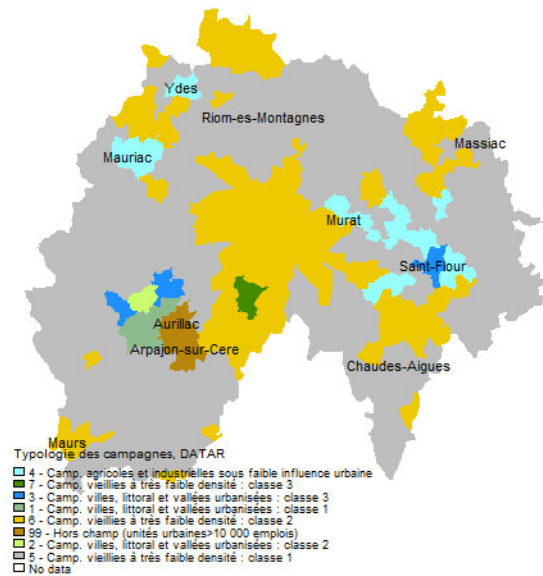 Ydes
Riom-es-Montagnes
Massiac
Mauriac
Murat
Saint-Flour
Aurillac
Arpajon-sur-Cere
Chaudes-Aigues
Maurs
Typologie des campagnes, DATAR
4 - Camp. agricoles et industrielles sous faible influence urbaine
7 - Camp, vieillies à très faible densité : classe 3
3 - Camp. villes, littoral et vallées urbanisées : classe 3
1 - Camp. villes, littoral et vallées urbanisées : classe 1
6 - Camp. vieillies à très faible densité : classe 2
99 - Hors champ (unités urbaines>10 000 emplois)
2 - Camp. villes, littoral et vallées urbanisées : classe 2
5 - Camp. vieillies à très faible densité : classe 1
No data